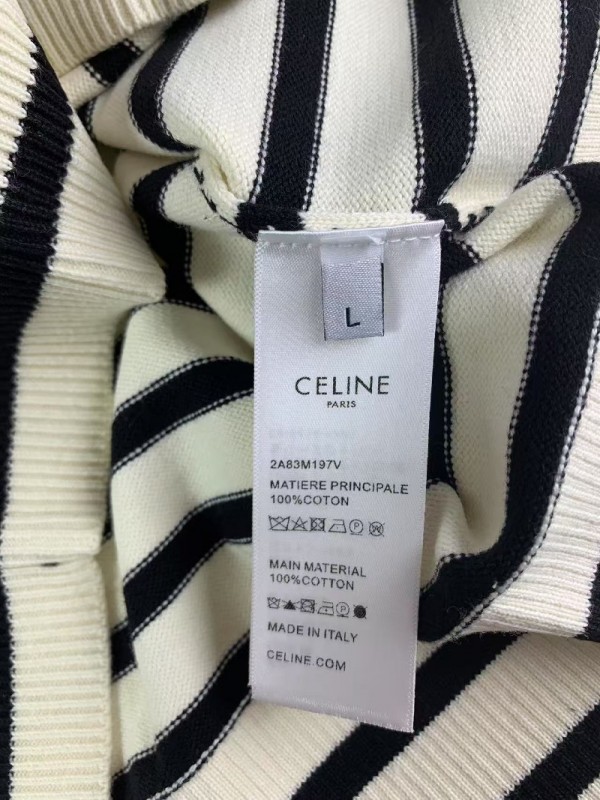 L
CELINE
PARIS
2A83M197V
MATIERE PRINCIPALE
100%COTON
MAIN MATERIAL
100%COTTON
MADE IN ITALY
CELINE.COM